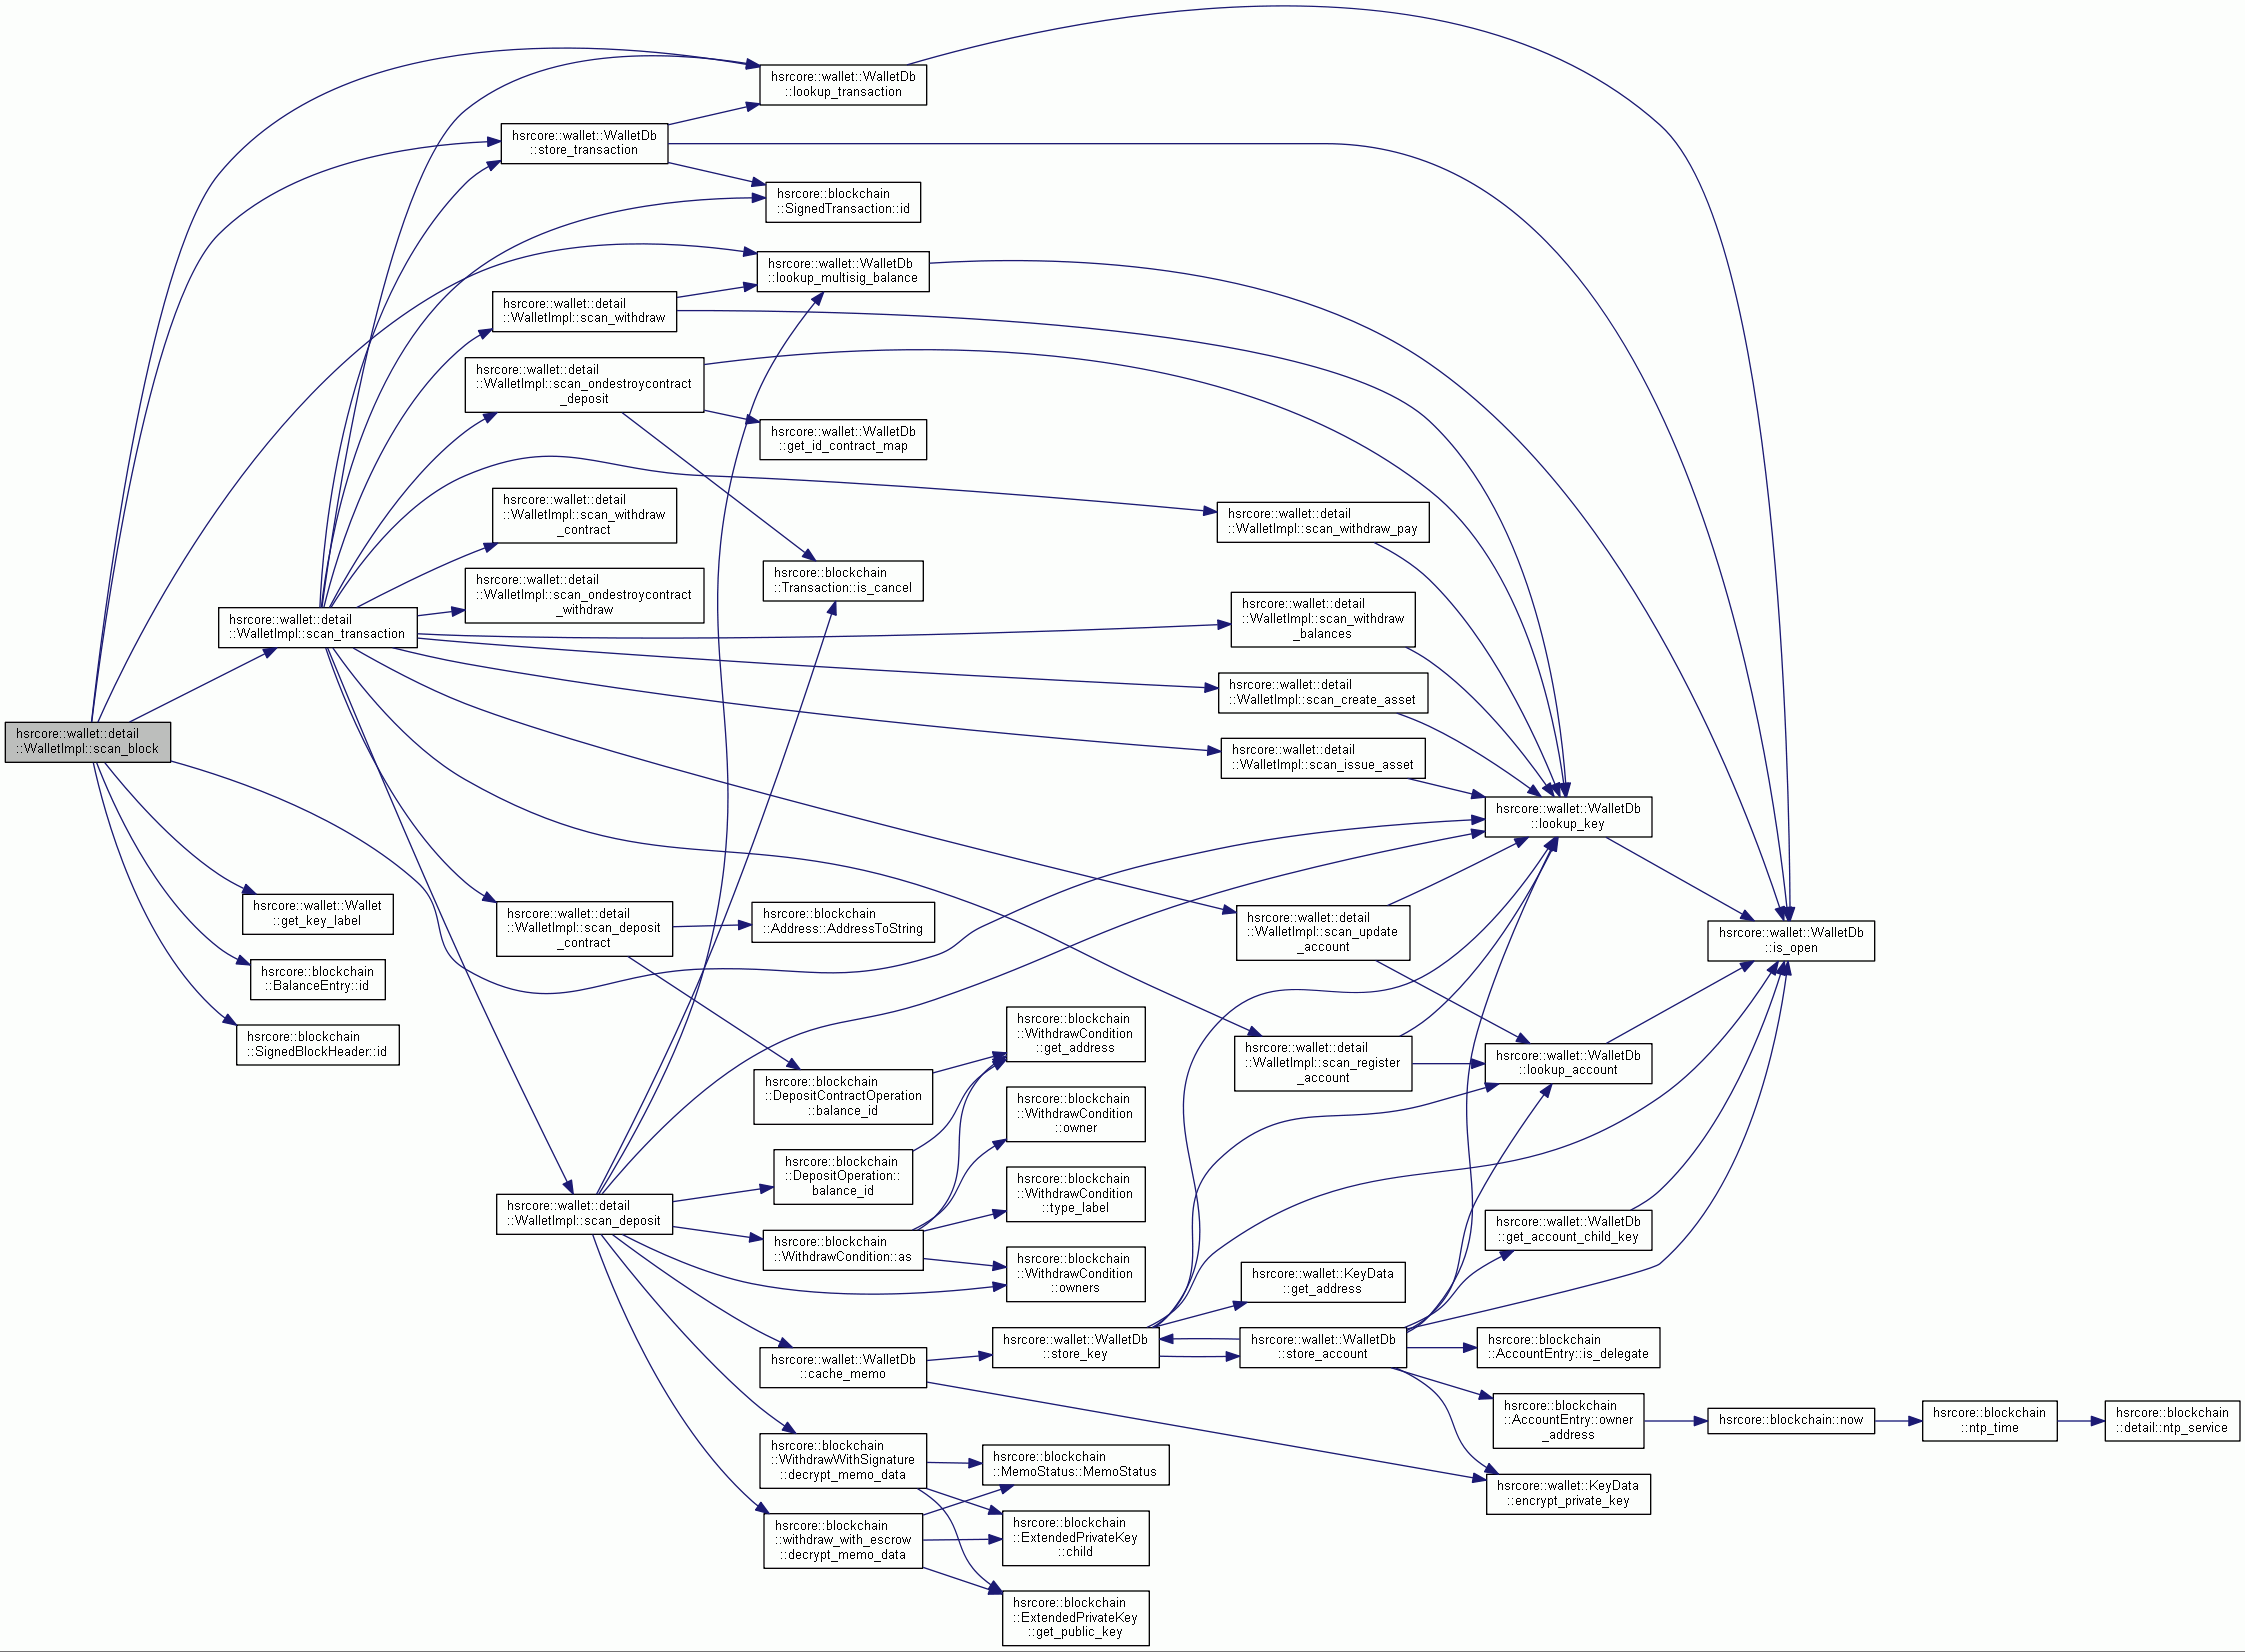 hsrcore::wallet::WalletDb
::lookup_transaction
hsrcore::wallet::WalletDb
::store_transaction
hsrcore::blockchain
::SignedTransaction::id
hsrcore::wallet::WalletDb
::lookup_multisig_balance
hsrcore::wallet::detail
::WalletImpl::scan_withdraw
hsrcore::wallet::detail
::WalletImpl::scan_ondestroycontract
_deposit
hsrcore::wallet::WalletDb
::get_id_contract_map
hsrcore::wallet::detail
::WalletImpl::scan_withdraw
_contract
hsrcore::wallet::detail
::WalletImpl::scan_withdraw_pay
hsrcore::blockchain
::Transaction::is_cancel
hsrcore::wallet::detail
::WalletImpl::scan_ondestroycontract
_withdraw
hsrcore::wallet::detail
::WalletImpl::scan_withdraw
_balances
hsrcore::wallet::detail
::WalletImpl::scan_transaction
hsrcore::wallet::detail
::WalletImpl::scan_create_asset
hsrcore::wallet::detail
::WalletImpl::scan_block
hsrcore::wallet::detail
::WalletImpl::scan_issue_asset
hsrcore::wallet::WalletDb
::lookup_key
hsrcore::wallet::Wallet
::get_key_label
hsrcore::wallet::detail
::WalletImpl::scan_deposit
_contract
hsrcore::blockchain
::Address::AddressToString
hsrcore::wallet::detail
::WalletImpl::scan_update
_account
hsrcore::wallet::WalletDb
::is_open
hsrcore::blockchain
::BalanceEntry::id
hsrcore::blockchain
::SignedBlockHeader::id
hsrcore::blockchain
::WithdrawCondition
::get_address
hsrcore::wallet::detail
::WalletImpl::scan_register
_account
hsrcore::wallet::WalletDb
::lookup_account
hsrcore::blockchain
::DepositContractOperation
::balance_id
hsrcore::blockchain
::WithdrawCondition
::owner
hsrcore::blockchain
::DepositOperation::
balance_id
hsrcore::blockchain
::WithdrawCondition
::type_label
hsrcore::wallet::detail
::WalletImpl::scan_deposit
hsrcore::wallet::WalletDb
::get_account_child_key
hsrcore::blockchain
::WithdrawCondition::as
hsrcore::blockchain
::WithdrawCondition
::owners
hsrcore::wallet::KeyData
::get_address
hsrcore::wallet::WalletDb
::store_key
hsrcore::wallet::WalletDb
::store_account
hsrcore::blockchain
::AccountEntry::is_delegate
hsrcore::wallet::WalletDb
::cache_memo
hsrcore::blockchain
::AccountEntry::owner
_address
hsrcore::blockchain::now
hsrcore::blockchain
::ntp_time
hsrcore::blockchain
::detail::ntp_service
hsrcore::blockchain
::WithdrawWithSignature
::decrypt_memo_data
hsrcore::blockchain
::MemoStatus::MemoStatus
hsrcore::wallet::KeyData
::encrypt_private_key
hsrcore::blockchain
::withdraw_with_escrow
::decrypt_memo_data
hsrcore::blockchain
::ExtendedPrivateKey
::child
hsrcore::blockchain
::ExtendedPrivateKey
::get_public_key